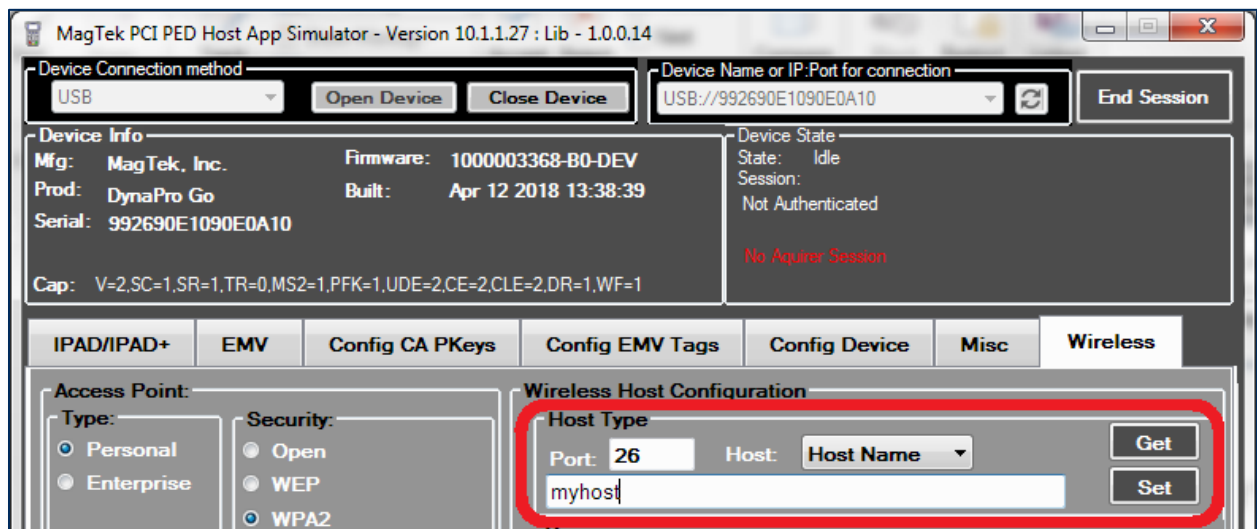 MagTek PCI PED Host App Simulator - Version 10.1.1.27 : Lib - 1.0.0.14
Device Connection method
USB
Open Device
Close Device
Device Name or IP:Port for connection
USB://992690E1090E0A10
End Session
Device Info
Mfg: MagTek, Inc.
Firmware: 1000003368-B0-DEV
Prod: DynaPro Go
Built: Apr 12 2018 13:38:39
Serial: 992690E1090E0A10
Cap: V=2,SC=1,SR=1,TR=0,MS2=1,PFK=1,UDE=2,CE=2,CLE=2,DR=1,WF=1
Device State
State: Idle
Session:
Not Authenticated
No Aquirer Session
IPAD/IPAD+
EMV
Config CA PKeys
Config EMV Tags
Config Device
Misc
Wireless
Access Point:
Type:
Personal
Enterprise
Security:
Open
WEP
WPA2
Wireless Host Configuration
Host Type
Port: 26 Host: Host Name
Get
myhost
Set